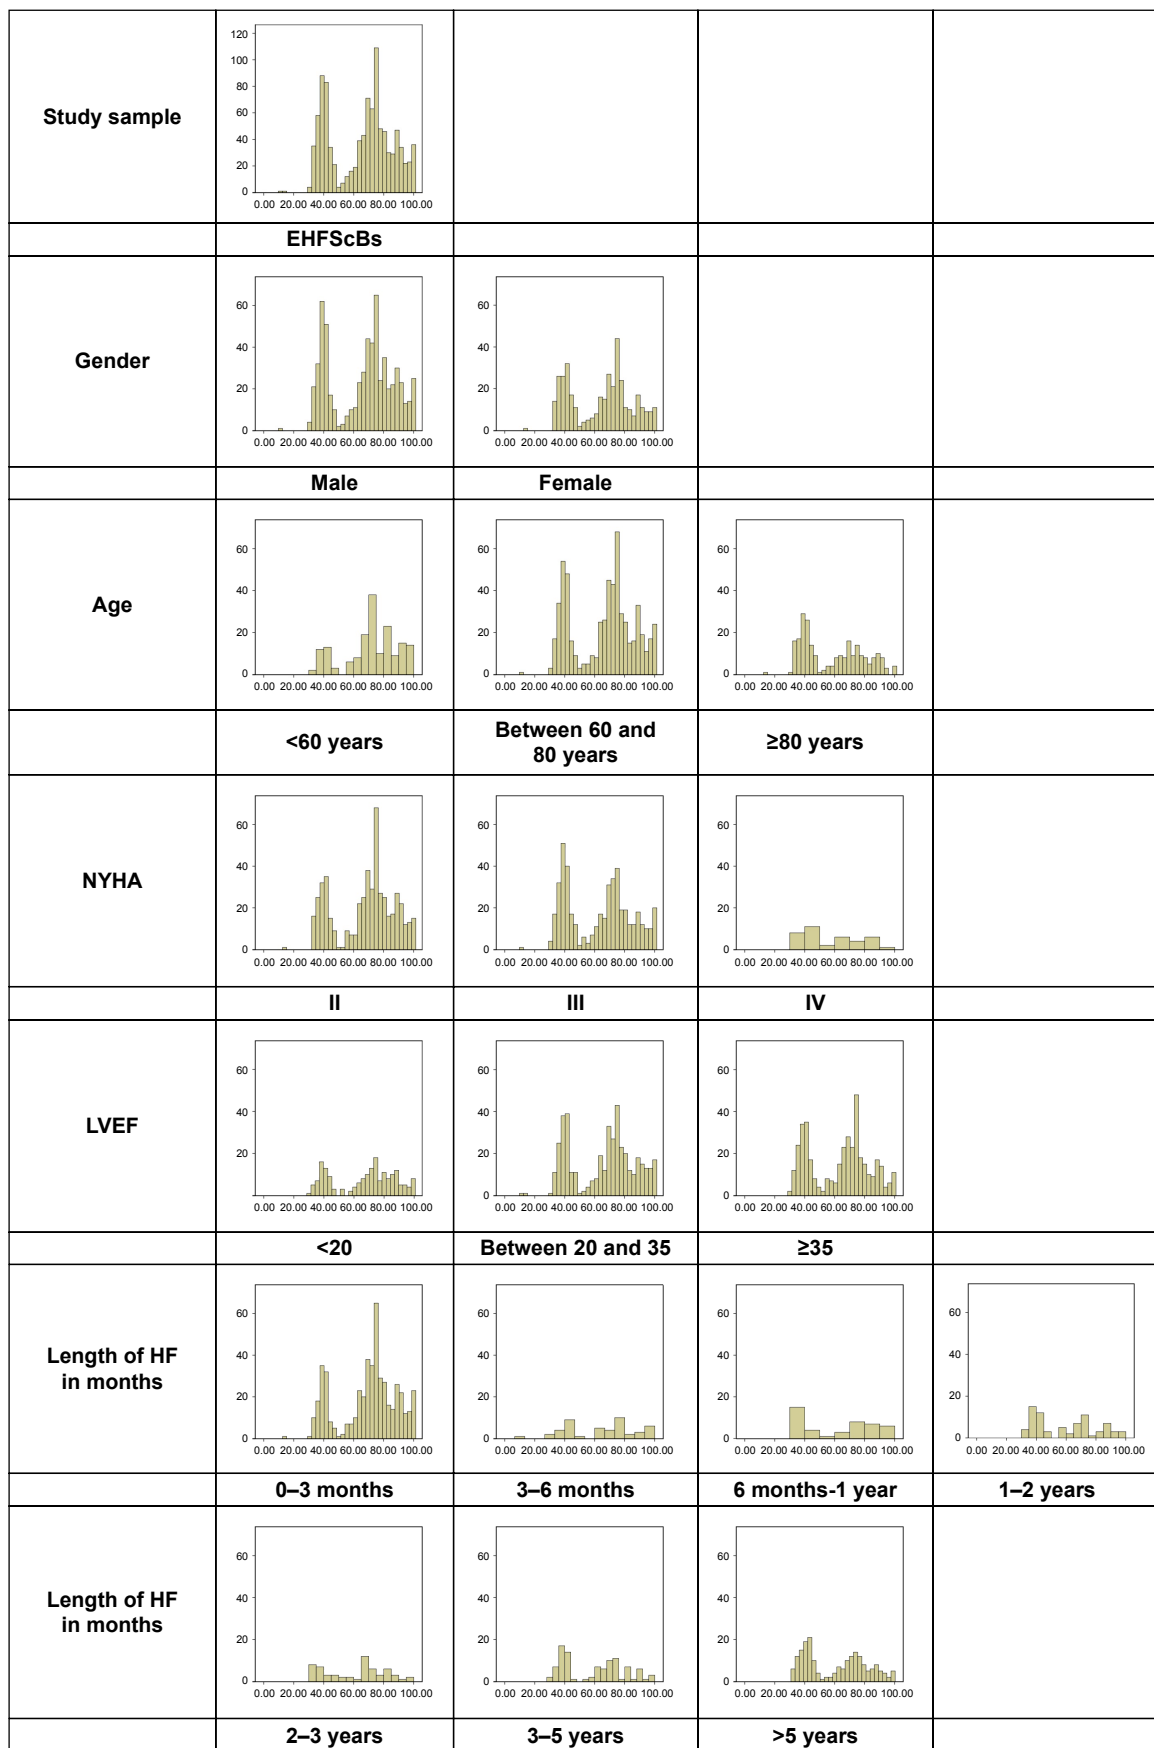 120
100
80
60
40
20
0
0.00 20.00 40.00 60.00 80.00 100.00
Study sample
EHFScBs
60
40
20
0
0.00 20.00 40.00 60.00 80.00 100.00
60
40
20
0
0.00 20.00 40.00 60.00 80.00 100.00
Gender
Male
Female
60
40
20
0
0.00 20.00 40.00 60.00 80.00 100.00
60
40
20
0
0.00 20.00 40.00 60.00 80.00 100.00
60
40
20
0
0.00 20.00 40.00 60.00 80.00 100.00
Age
<60 years
Between 60 and
80 years
≥80 years
60
40
20
0
0.00 20.00 40.00 60.00 80.00 100.00
60
40
20
0
0.00 20.00 40.00 60.00 80.00 100.00
60
40
20
0
0.00 20.00 40.00 60.00 80.00 100.00
NYHA
II
III
IV
60
40
20
0
0.00 20.00 40.00 60.00 80.00 100.00
60
40
20
0
0.00 20.00 40.00 60.00 80.00 100.00
60
40
20
0
0.00 20.00 40.00 60.00 80.00 100.00
LVEF
<20
Between 20 and 35
≥35
60
40
20
0
0.00 20.00 40.00 60.00 80.00 100.00
60
40
20
0
0.00 20.00 40.00 60.00 80.00 100.00
60
40
20
0
0.00 20.00 40.00 60.00 80.00 100.00
60
40
20
0
0.00 20.00 40.00 60.00 80.00 100.00
Length of HF
in months
0–3 months
3–6 months
6 months-1 year
1–2 years
60
40
20
0
0.00 20.00 40.00 60.00 80.00 100.00
60
40
20
0
0.00 20.00 40.00 60.00 80.00 100.00
60
40
20
0
0.00 20.00 40.00 60.00 80.00 100.00
Length of HF
in months
2–3 years
3–5 years
>5 years